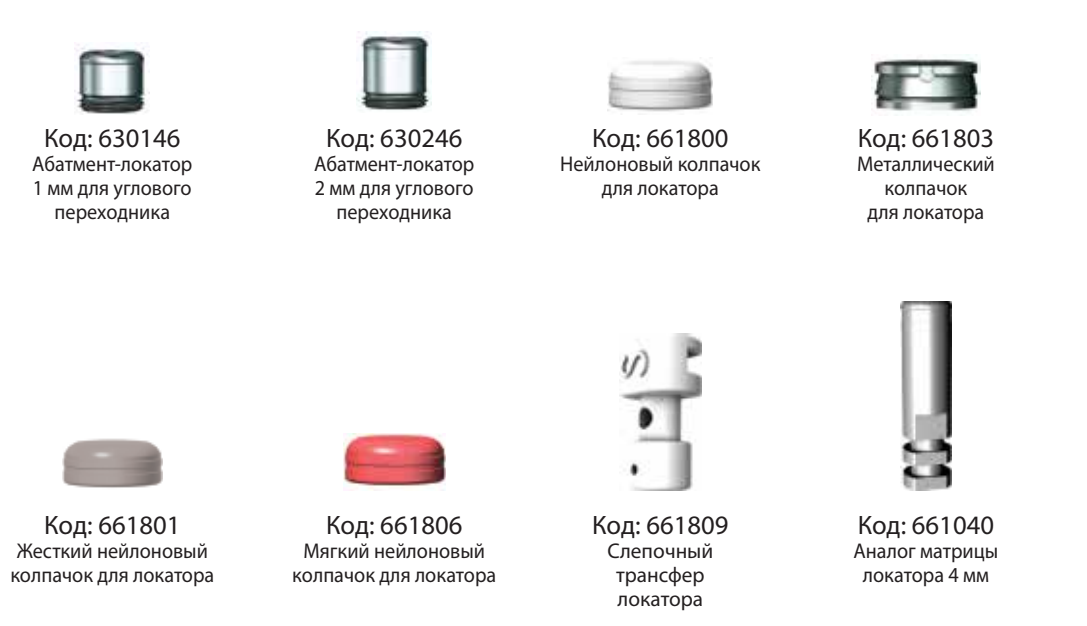 Код: 630146
Абатмент-локатор
1 мм для углового
переходника
Код: 630246
Абатмент-локатор
2 мм для углового
переходника
Код: 661800
Нейлоновый колпачок
для локатора
Код: 661803
Металлический
колпачок
для локатора
Код: 661801
Жесткий нейлоновый
колпачок для локатора
Код: 661806
Мягкий нейлоновый
колпачок для локатора
Код: 661809
Слепочный
трансфер
локатора
Код: 661040
Аналог матрицы
локатора 4 мм